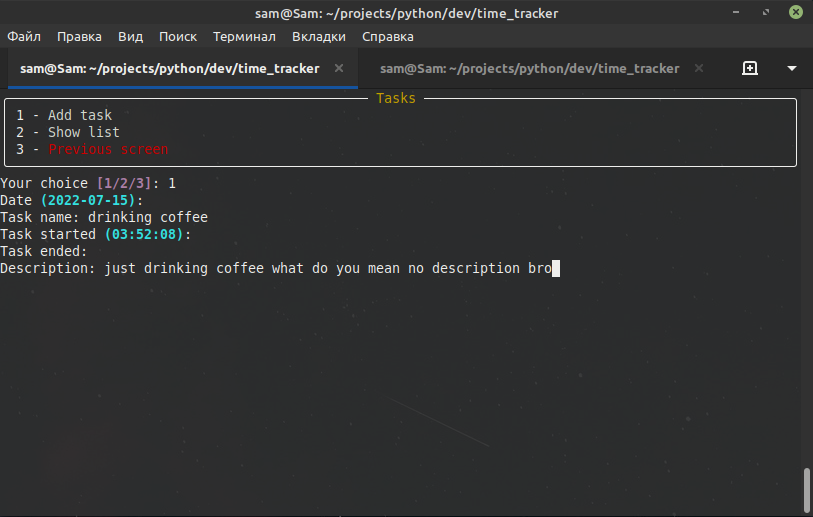 sam@Sam: ~/projects/python/dev/time_tracker
Файл Правка Вид Поиск Терминал Вкладки Справка
sam@Sam: ~/projects/python/dev/time_tracker sam@Sam: ~/projects/python/dev/time_tracker
Tasks
1 - Add task
2 - Show list
3 - Previous screen
Your choice [1/2/3]: 1
Date (2022-07-15):
Task name: drinking coffee
Task started (03:52:08):
Task ended:
Description: just drinking coffee what do you mean no description bro